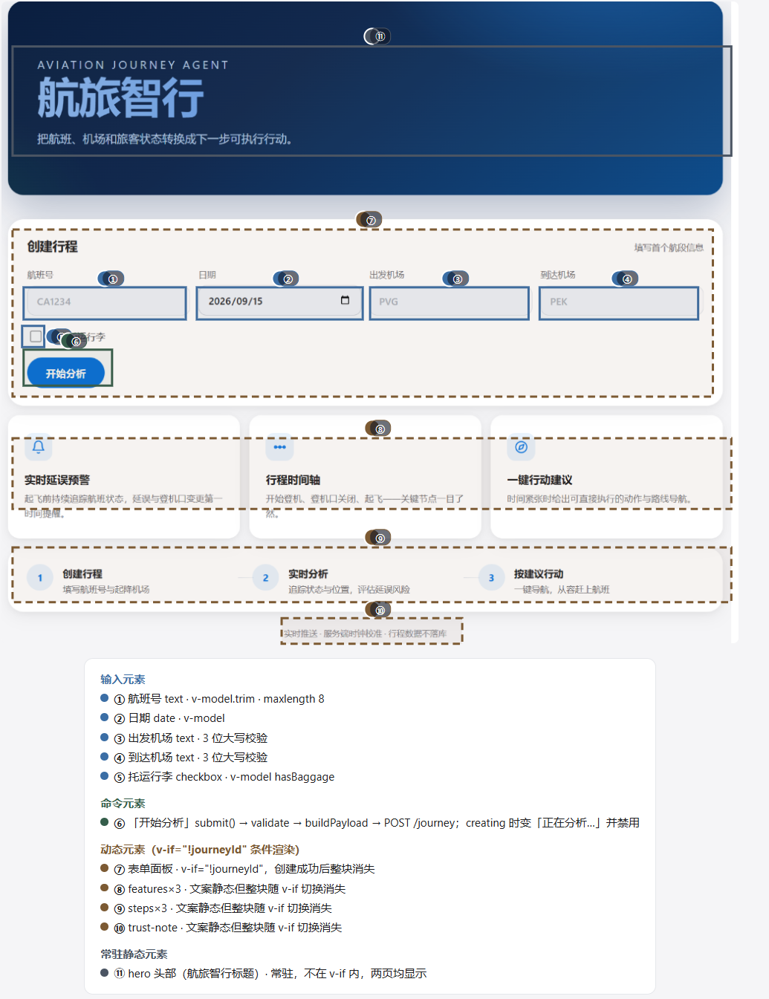 ⑪
AVIATION JOURNEY AGENT
航旅智行
把航班、机场和旅客状态转换成下一步可执行行动。
⑦
创建行程
填写首个航段信息
航班号 ①
日期 ②
出发机场 ③
到达机场 ④
CA1234
2026/09/15
PVG
PEK
⑥ 运行李
开始分析
⑧
实时延误预警
起飞前持续追踪航班状态，延误与登机口变更第一
时间提醒。
行程时间轴
开始登机、登机口关闭、起飞——关键节点一目了
然。
一键行动建议
时间紧张时给出可直接执行的动作与路线导航。
⑨
1
创建行程
填写航班号与起降机场
2
实时分析
追踪状态与位置，评估延误风险
3
按建议行动
一键导航，从容赶上航班
⑩
实时推送 · 服务端时钟校准 · 行程数据不落库
输入元素
① 航班号 text · v-model.trim · maxlength 8
② 日期 date · v-model
③ 出发机场 text · 3 位大写校验
④ 到达机场 text · 3 位大写校验
⑤ 托运行李 checkbox · v-model hasBaggage
命令元素
⑥ 「开始分析」submit() → validate → buildPayload → POST /journey；creating 时变「正在分析...」并禁用
动态元素（v-if="!journeyId" 条件渲染）
⑦ 表单面板 · v-if="!journeyId"，创建成功后整块消失
⑧ features×3 · 文案静态但整块随 v-if 切换消失
⑨ steps×3 · 文案静态但整块随 v-if 切换消失
⑩ trust-note · 文案静态但整块随 v-if 切换消失
常驻静态元素
⑪ hero 头部（航旅智行标题）· 常驻，不在 v-if 内，两页均显示